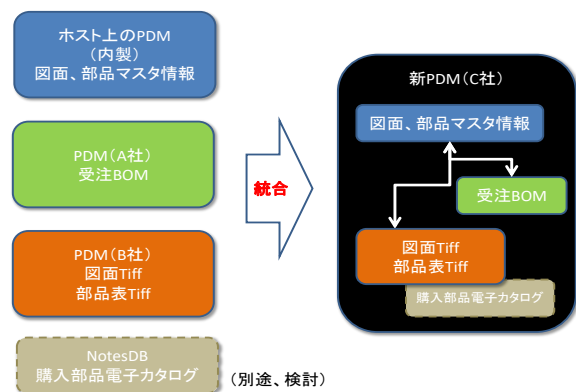 ホスト上のPDM
（内製）
図面、部品マスタ情報
PDM（A社）
受注BOM
PDM（B社）
図面Tiff
部品表Tiff
NotesDB
購入部品電子カタログ
（別途、検討）
統合
新PDM（C社）
図面、部品マスタ情報
受注BOM
図面Tiff
部品表Tiff
購入部品電子カタログ